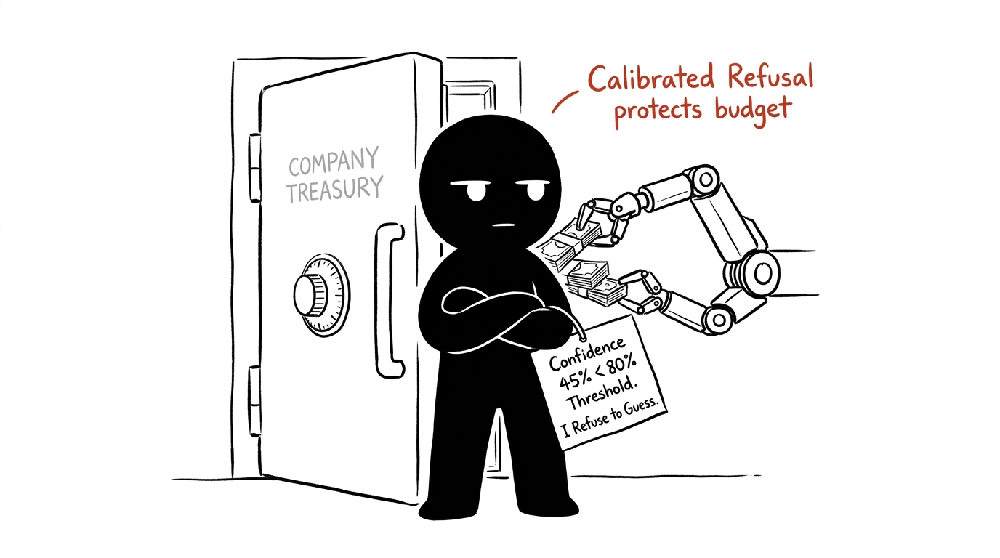 COMPANY
TREASURY
Calibrated Refusal
protects budget
Confidence
45% < 80%
Threshold.
I Refuse to Guess.